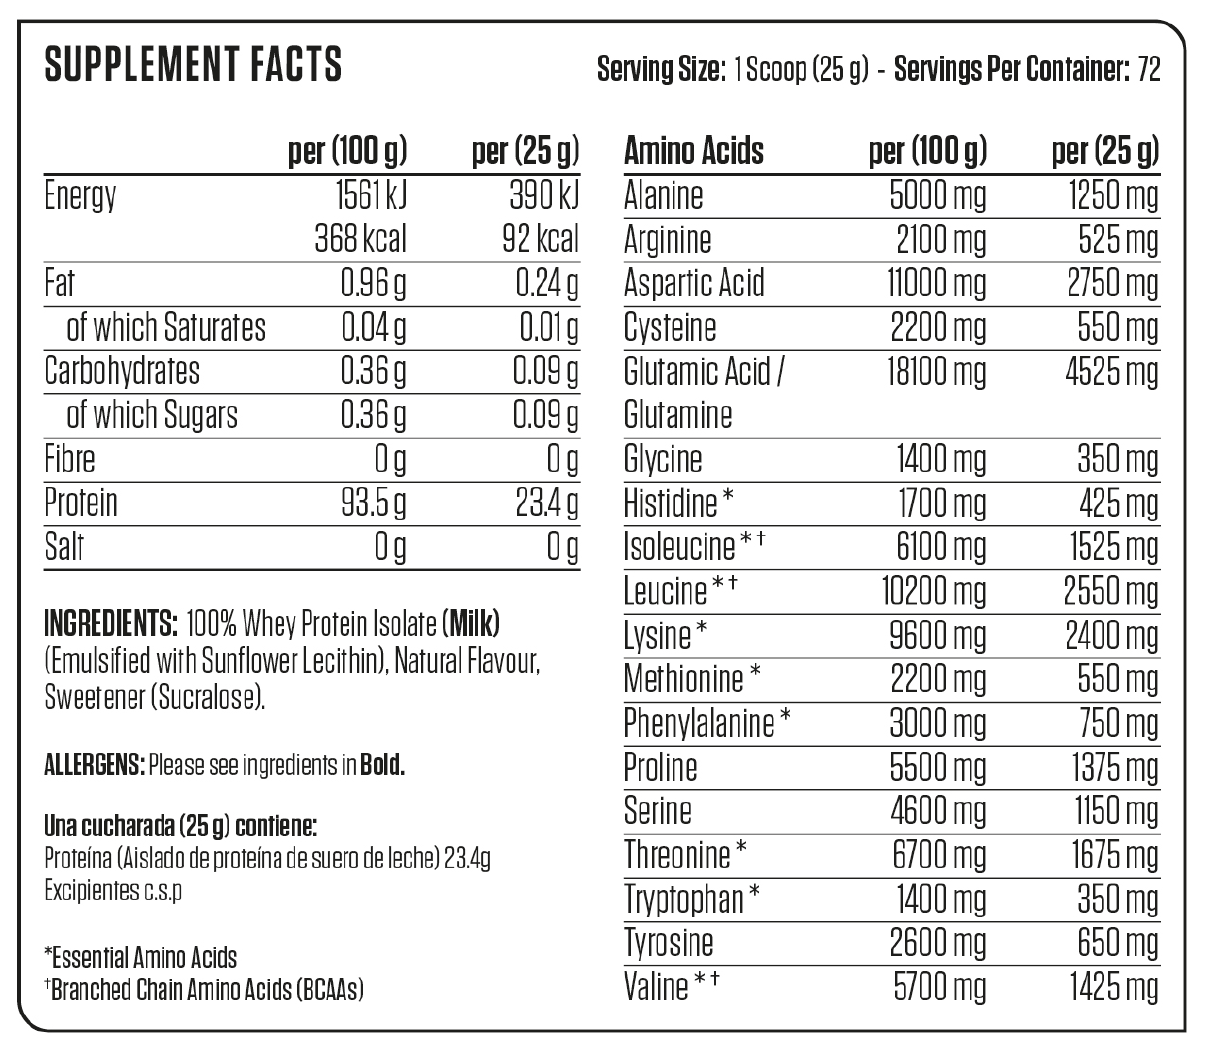 SUPPLEMENT FACTS
Serving Size: 1 Scoop (25 g) - Servings Per Container: 72
per (100 g) per (25 g)
Energy 1561 kJ 390 kJ
368 kcal 92 kcal
Fat 0.96 g 0.24 g
of which Saturates 0.04 g 0.01 g
Carbohydrates 0.36 g 0.09 g
of which Sugars 0.36 g 0.09 g
Fibre 0 g 0 g
Protein 93.5 g 23.4 g
Salt 0 g 0 g
INGREDIENTS: 100% Whey Protein Isolate (Milk)
(Emulsified with Sunflower Lecithin), Natural Flavour,
Sweetener (Sucralose).
ALLERGENS: Please see ingredients in Bold.
Una cucharada (25 g) contiene:
Proteína (Aislado de proteína de suero de leche) 23.4g
Excipientes c.s.p
*Essential Amino Acids
†Branched Chain Amino Acids (BCAAs)
Amino Acids per (100 g) per (25 g)
Alanine 5000 mg 1250 mg
Arginine 2100 mg 525 mg
Aspartic Acid 11000 mg 2750 mg
Cysteine 2200 mg 550 mg
Glutamic Acid / 18100 mg 4525 mg
Glutamine
Glycine 1400 mg 350 mg
Histidine * 1700 mg 425 mg
Isoleucine * † 6100 mg 1525 mg
Leucine * † 10200 mg 2550 mg
Lysine * 9600 mg 2400 mg
Methionine * 2200 mg 550 mg
Phenylalanine * 3000 mg 750 mg
Proline 5500 mg 1375 mg
Serine 4600 mg 1150 mg
Threonine * 6700 mg 1675 mg
Tryptophan * 1400 mg 350 mg
Tyrosine 2600 mg 650 mg
Valine * † 5700 mg 1425 mg